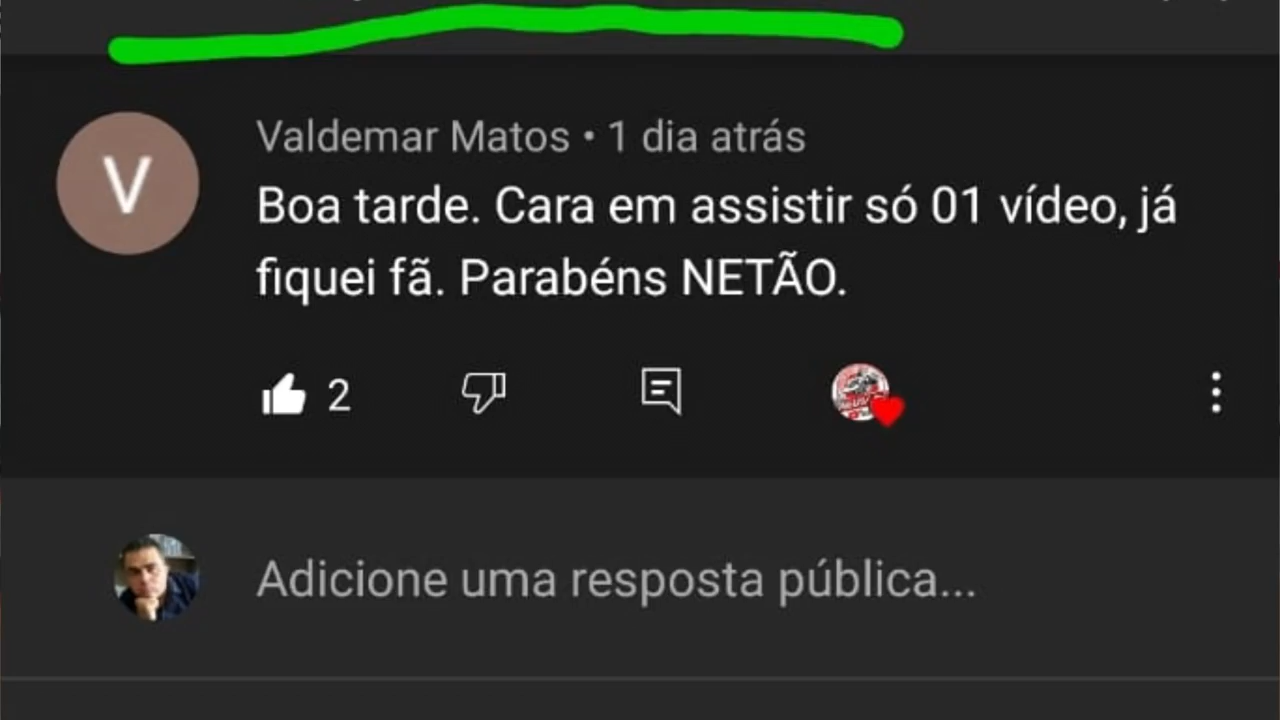 Valdemar Matos • 1 dia atrás
Boa tarde. Cara em assistir só 01 vídeo, já
fiquei fã. Parabéns NETÃO.
2
V
Adicione uma resposta pública...